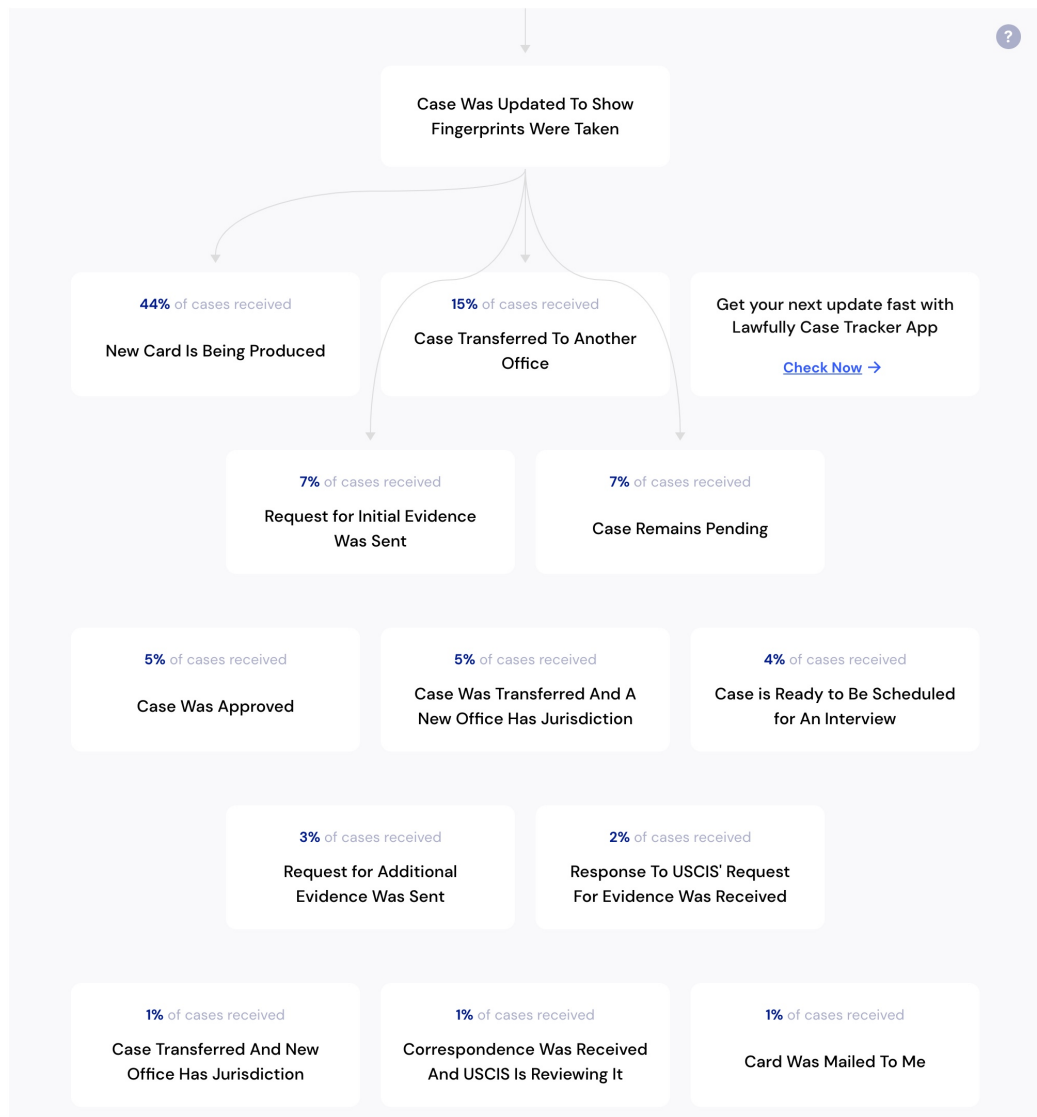 ?
Case Was Updated To Show
Fingerprints Were Taken
44% of cases received
New Card Is Being Produced
15% of cases received
Case Transferred To Another
Office
Get your next update fast with
Lawfully Case Tracker App
Check Now →
7% of cases received
Request for Initial Evidence
Was Sent
7% of cases received
Case Remains Pending
5% of cases received
Case Was Approved
5% of cases received
Case Was Transferred And A
New Office Has Jurisdiction
4% of cases received
Case is Ready to Be Scheduled
for An Interview
3% of cases received
Request for Additional
Evidence Was Sent
2% of cases received
Response To USCIS' Request
For Evidence Was Received
1% of cases received
Case Transferred And New
Office Has Jurisdiction
1% of cases received
Correspondence Was Received
And USCIS Is Reviewing It
1% of cases received
Card Was Mailed To Me